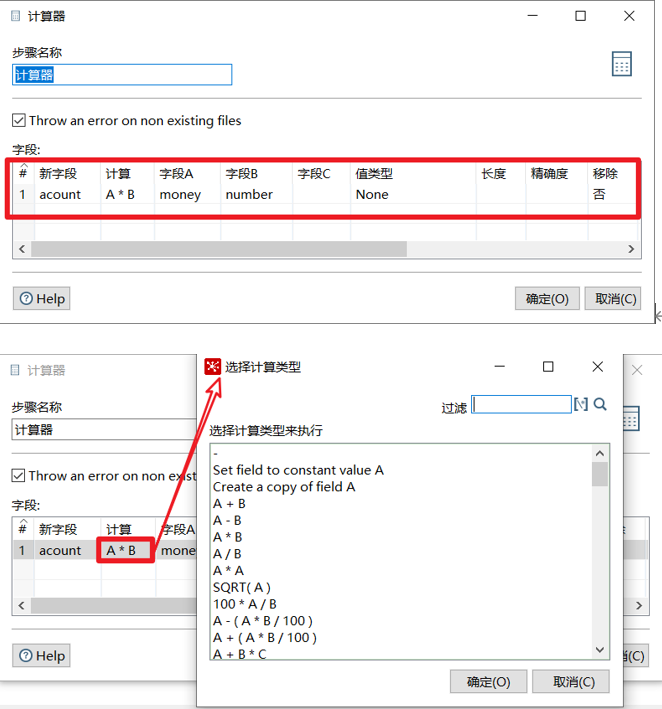 计算器
步骤名称
计算器
Throw an error on non existing files
字段:
# 新字段 计算 字段A 字段B 字段C 值类型 长度 精确度 移除
1 acount A * B money number None 否
Help 确定(O) 取消(C)
计算器
步骤名称
计算器
Throw an error on non exist
字段:
# 新字段 计算 字段A
1 acount A * B mone
Help
选择计算类型
过滤
选择计算类型来执行
-
Set field to constant value A
Create a copy of field A
A + B
A - B
A * B
A / B
A * A
SQRT( A )
100 * A / B
A - ( A * B / 100 )
A + ( A * B / 100 )
A + B * C
确定(O) 取消(C)